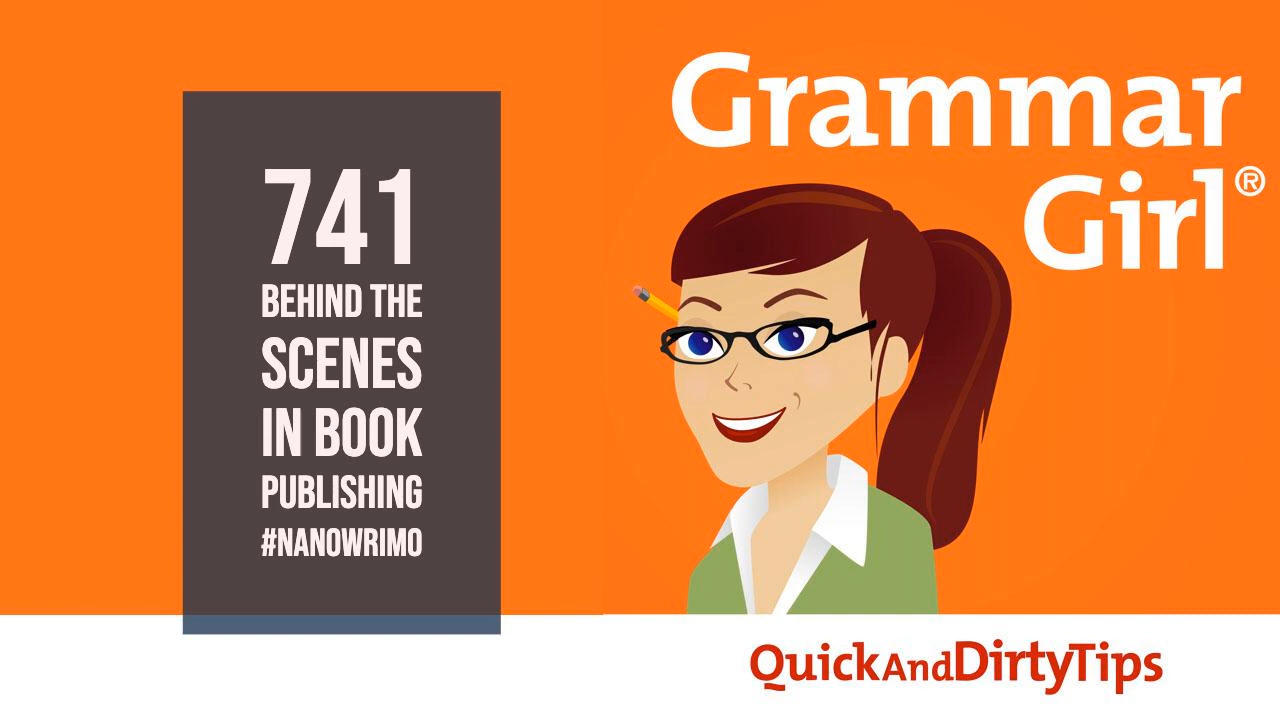 741
BEHIND THE
SCENES
IN BOOK
PUBLISHING
#NANOWRIMO
Grammar
Girl®
QuickAndDirtyTips